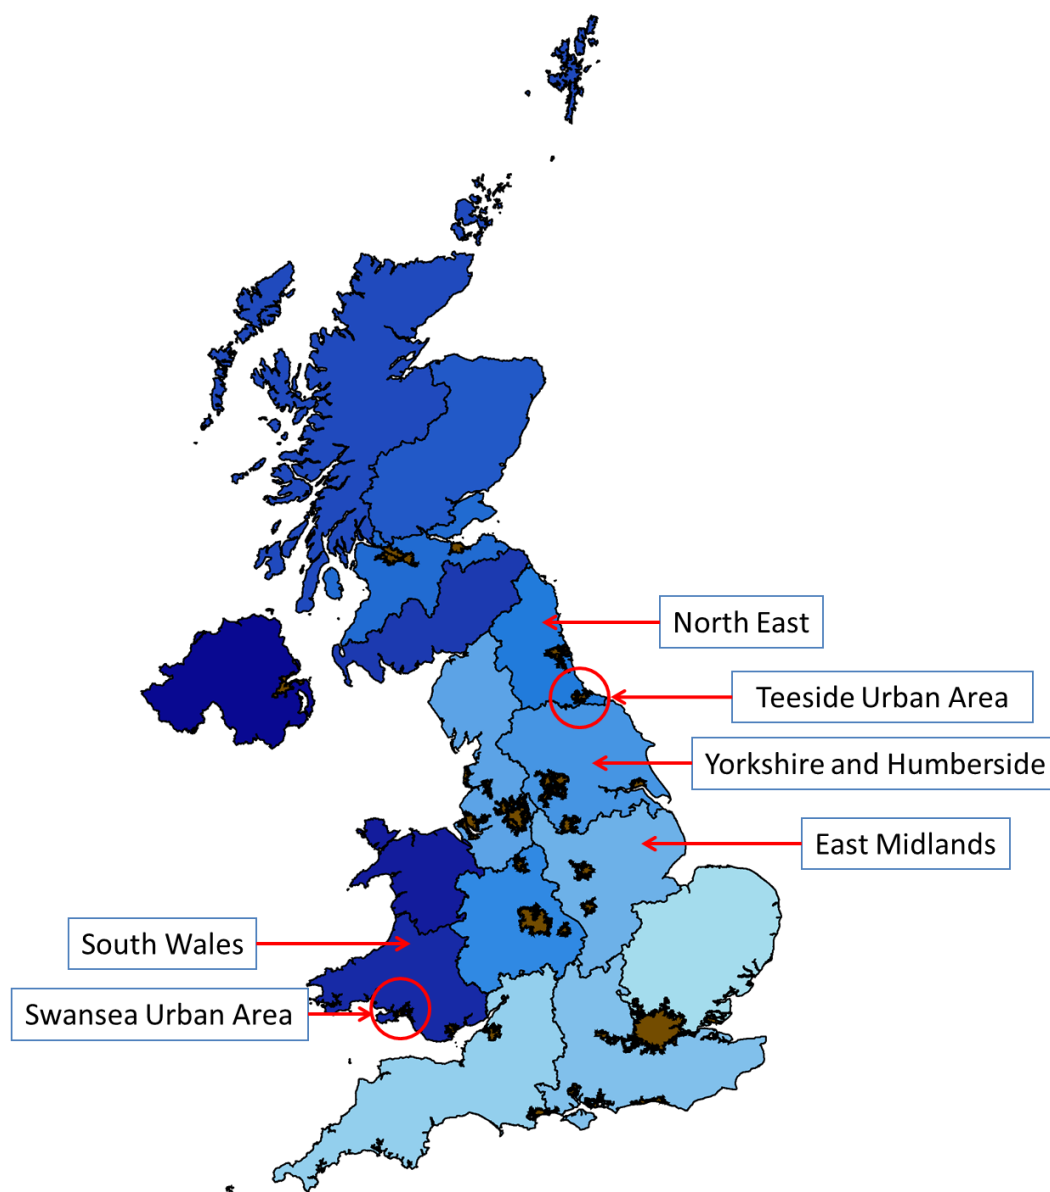 North East
Teeside Urban Area
Yorkshire and Humberside
East Midlands
South Wales
Swansea Urban Area